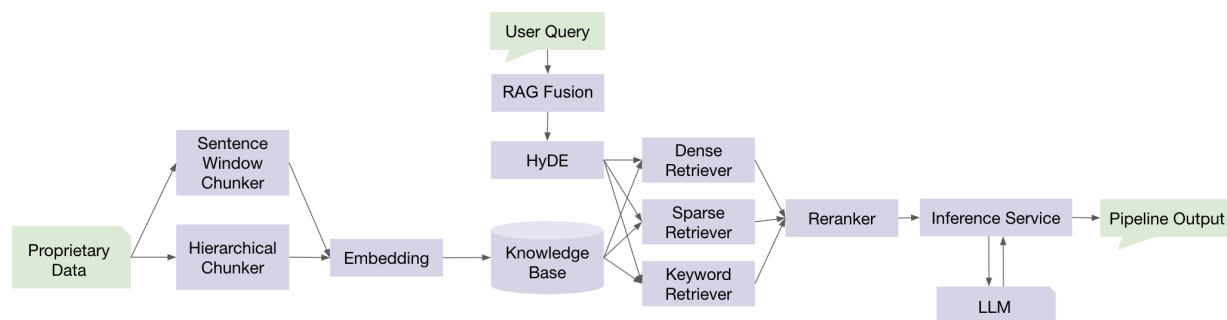 User Query
RAG Fusion
HyDE
Sentence
Window
Chunker
Hierarchical
Chunker
Proprietary
Data
Embedding
Knowledge
Base
Dense
Retriever
Sparse
Retriever
Keyword
Retriever
Reranker
Inference Service
LLM
Pipeline Output